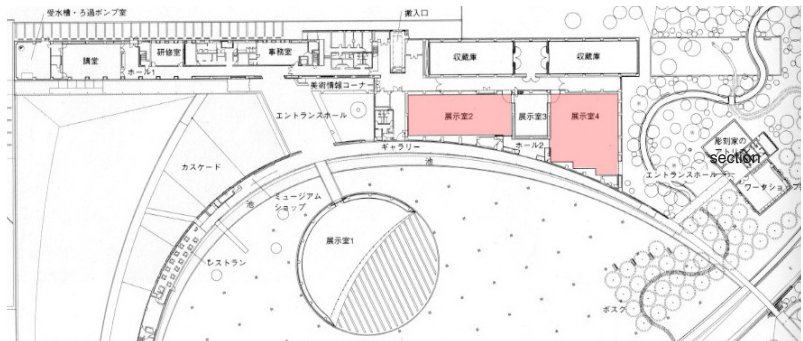 受水槽・ろ過ポンプ室
搬入口
講堂
研修室
事務室
ホール1
収蔵庫
収蔵庫
美術情報コーナー
エントランスホール
展示室2
展示室3
展示室4
ホール2
ギャラリー
池
カスケード
ミュージアム
ショップ
池
レストラン
展示室1
彫刻家の
アトリエ
section
エントランスホール
ワークショップ
ボスク